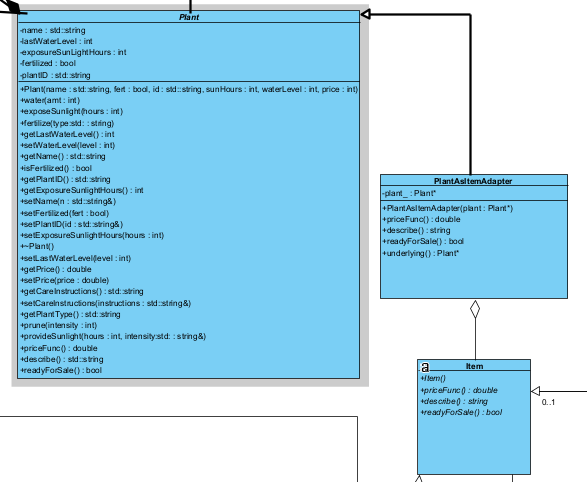 Plant
-name : std::string
-lastWaterLevel : int
-exposureSunLightHours : int
-fertilized : bool
-plantID : std::string
+Plant(name : std::string, fert : bool, id : std::string, sunHours : int, waterLevel : int, price : int)
+water(amt : int)
+exposeSunlight(hours : int)
+fertilize(type:std: : string)
+getLastWaterLevel() : int
+setWaterLevel(level : int)
+getName() : std::string
+isFertilized() : bool
+getPlantID() : std::string
+getExposureSunlightHours() : int
+setName(n : std::string&)
+setFertilized(fert : bool)
+setPlantID(id : std::string&)
+setExposureSunlightHours(hours : int)
+~Plant()
+setLastWaterLevel(level : int)
+getPrice() : double
+setPrice(price : double)
+getCareInstructions() : std::string
+setCareInstructions(instructions : std::string&)
+getPlantType() : std::string
+prune(intensity : int)
+provideSunlight(hours : int, intensity:std: : string&)
+priceFunc() : double
+describe() : std::string
+readyForSale() : bool
PlantAsItemAdapter
-plant_ : Plant*
+PlantAsItemAdapter(plant : Plant*)
+priceFunc() : double
+describe() : string
+readyForSale() : bool
+underlying() : Plant*
a Item
+Item()
+priceFunc() : double
+describe() : string
+readyForSale() : bool
0..1